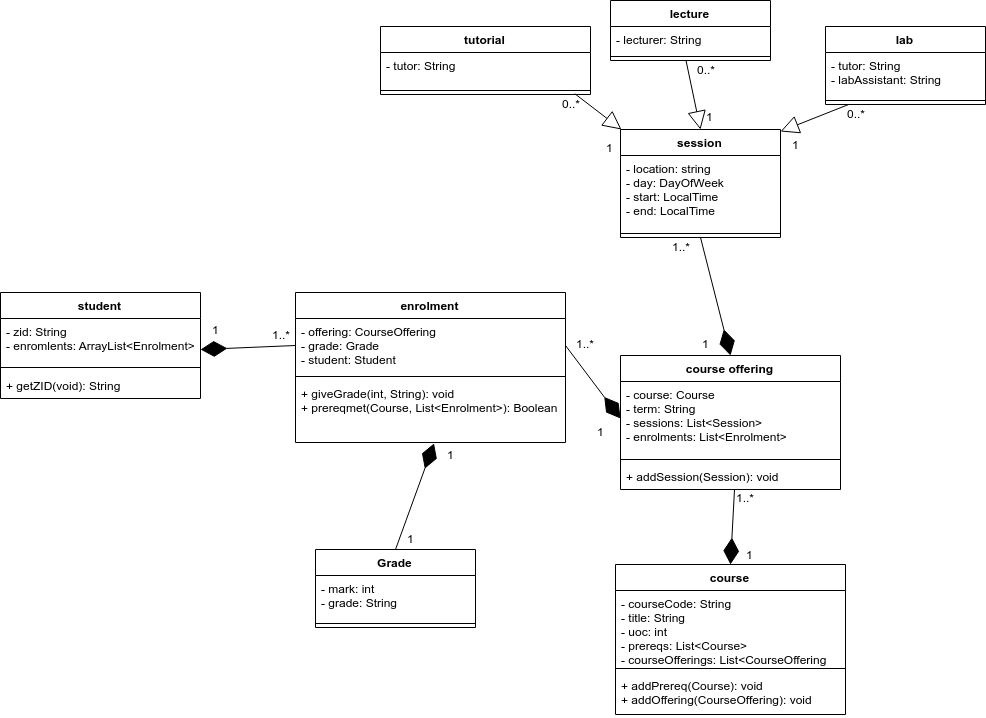 lecture
- lecturer: String
0..*
1
tutorial
- tutor: String
0..*
1
lab
- tutor: String
- labAssistant: String
0..*
1
session
- location: string
- day: DayOfWeek
- start: LocalTime
- end: LocalTime
1..*
1
student
- zid: String
- enromlents: ArrayList<Enrolment>
+ getZID(void): String
1
1..*
enrolment
- offering: CourseOffering
- grade: Grade
- student: Student
+ giveGrade(int, String): void
+ prereqmet(Course, List<Enrolment>): Boolean
1..*
1
1
1
course offering
- course: Course
- term: String
- sessions: List<Session>
- enrolments: List<Enrolment>
+ addSession(Session): void
1..*
1
Grade
- mark: int
- grade: String
course
- courseCode: String
- title: String
- uoc: int
- prereqs: List<Course>
- courseOfferings: List<CourseOffering
+ addPrereq(Course): void
+ addOffering(CourseOffering): void